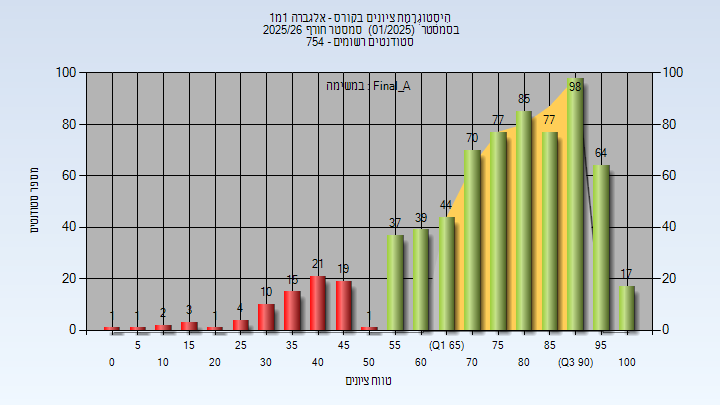 היסטוגרמת ציונים בקורס - אלגברה 1מ1
בסמסטר (01/2025) סמסטר חורף 2025/26
סטודנטים רשומים - 754
במשימה : Final_A
מספר סטודנטים
100 80 60 40 20 0
1 1 2 3 1 4 10 15 21 19 1 37 39 44 70 77 85 77 98 64 17
100 80 60 40 20 0
5 15 25 35 45 55 (Q1 65) 75 85 95
0 10 20 30 40 50 60 70 80 (Q3 90) 100
טווח ציונים